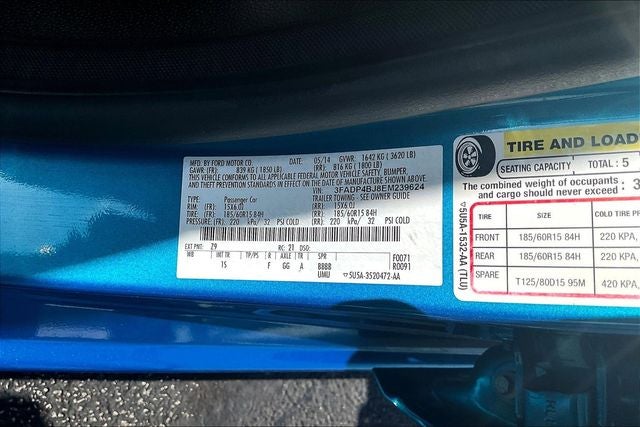 MFD. BY FORD MOTOR CO. DATE: 05/14 GVWR: 1642 KG ( 3620 LB)
GAWR: (FR): 839 KG ( 1850 LB) (RR): 816 KG ( 1800 LB)
THIS VEHICLE CONFORMS TO ALL APPLICABLE FEDERAL MOTOR VEHICLE SAFETY, BUMPER,
AND THEFT PREVENTION STANDARDS IN EFFECT ON THE DATE OF MANUFACTURE SHOWN ABOVE.
VIN: 3FADP4BJ8EM239624
TYPE: Passenger Car TRAILER TOWING - SEE OWNER GUIDE
RIM: (FR): 15X6.0J (RR): 15X6.0J
TIRES: (FR): 185/60R15 84H (RR): 185/60R15 84H
PRESSURE: (FR): 220 kPa/ 32 PSI COLD (RR): 220 kPa/ 32 PSI COLD
EXT PNT: Z9 RC: 21 DSO:
WB INT TR TP/PS R AXLE TR SPR F0071
1S F GG A BBBB R0091
UMU 5U5A-3520472-AA
TIRE AND LOAD
SEATING CAPACITY TOTAL : 5
The combined weight of occupants
and cargo should never exceed : 3
TIRE SIZE COLD TIRE P
FRONT 185/60R15 84H 220 KPA,
REAR 185/60R15 84H 220 KPA,
SPARE T125/80D15 95M 420 KPA,
5U5A-1532-AA (TLU)